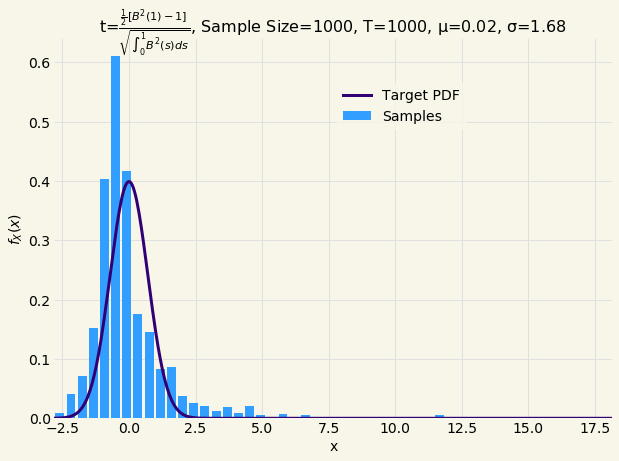 t=\frac{\frac{1}{2}[B^2(1)-1]}{\sqrt{\int_0^1 B^2(s)ds}}, Sample Size=1000, T=1000, μ=0.02, σ=1.68
Target PDF
Samples
f_X(x)
0.6
0.5
0.4
0.3
0.2
0.1
0.0
−2.5 0.0 2.5 5.0 7.5 10.0 12.5 15.0 17.5
x